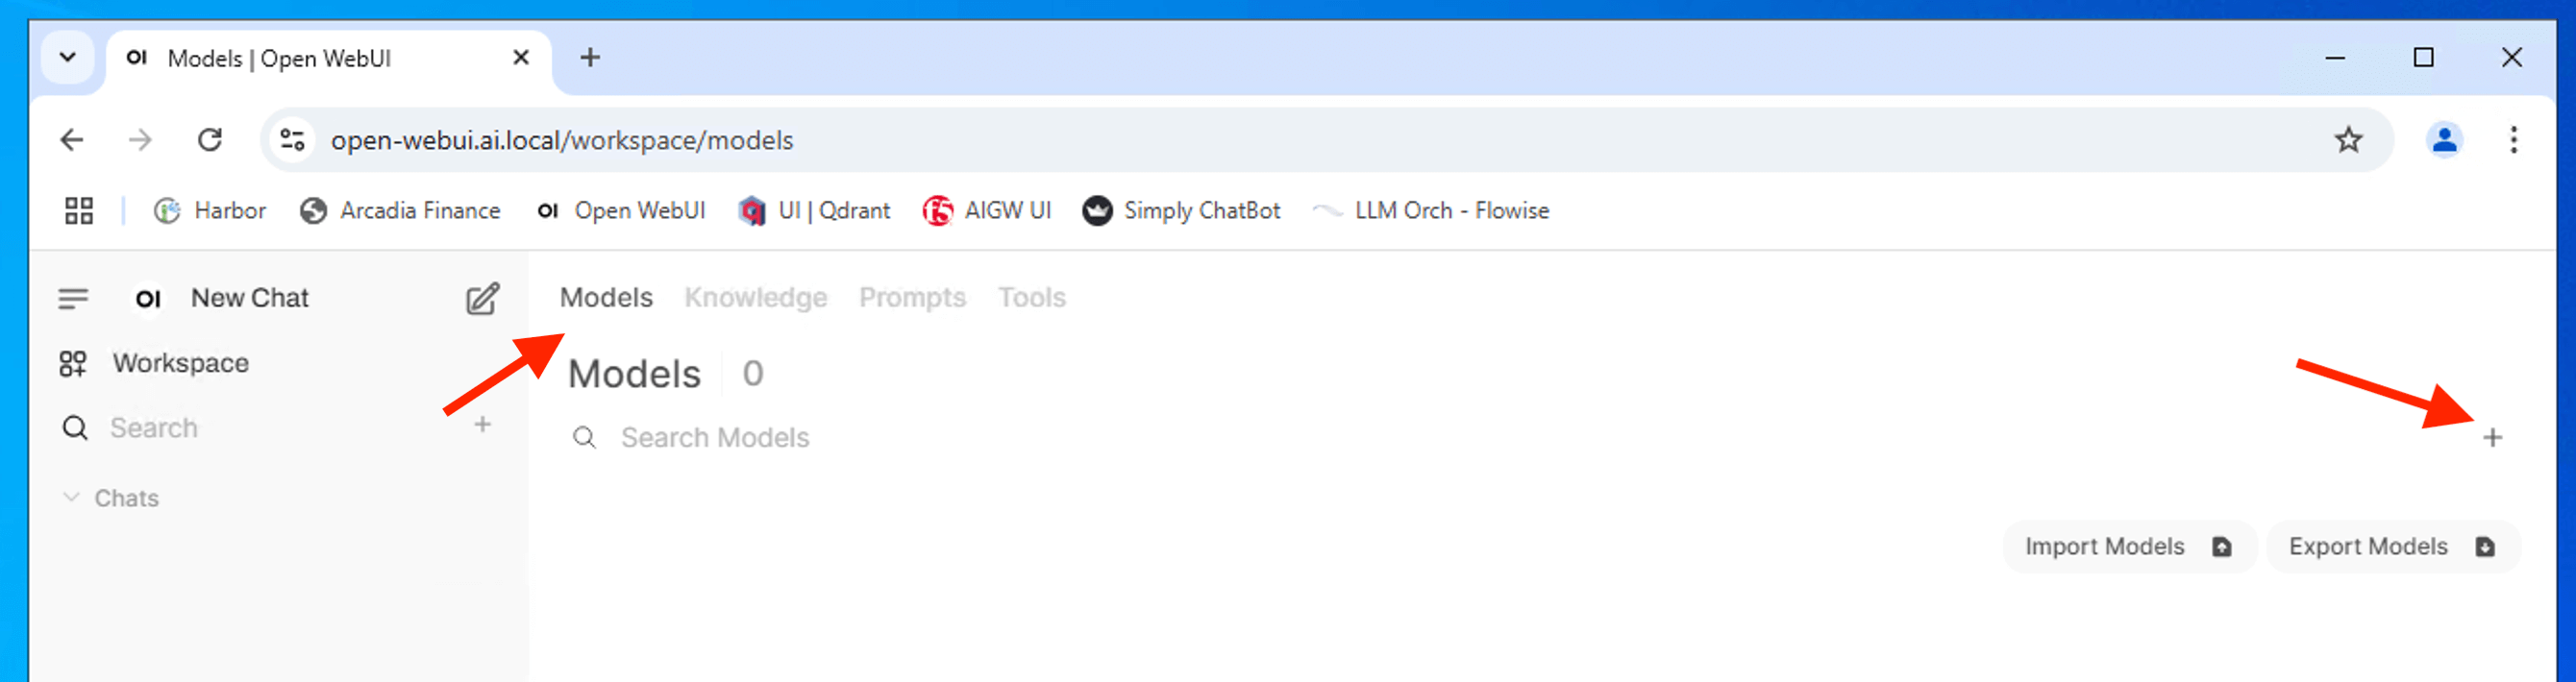 OI Models | Open WebUI
open-webui.ai.local/workspace/models
Harbor Arcadia Finance OI Open WebUI UI | Qdrant f5 AIGW UI Simply ChatBot LLM Orch - Flowise
OI New Chat
Workspace
Search +
Chats
Models Knowledge Prompts Tools
Models 0
Search Models +
Import Models Export Models